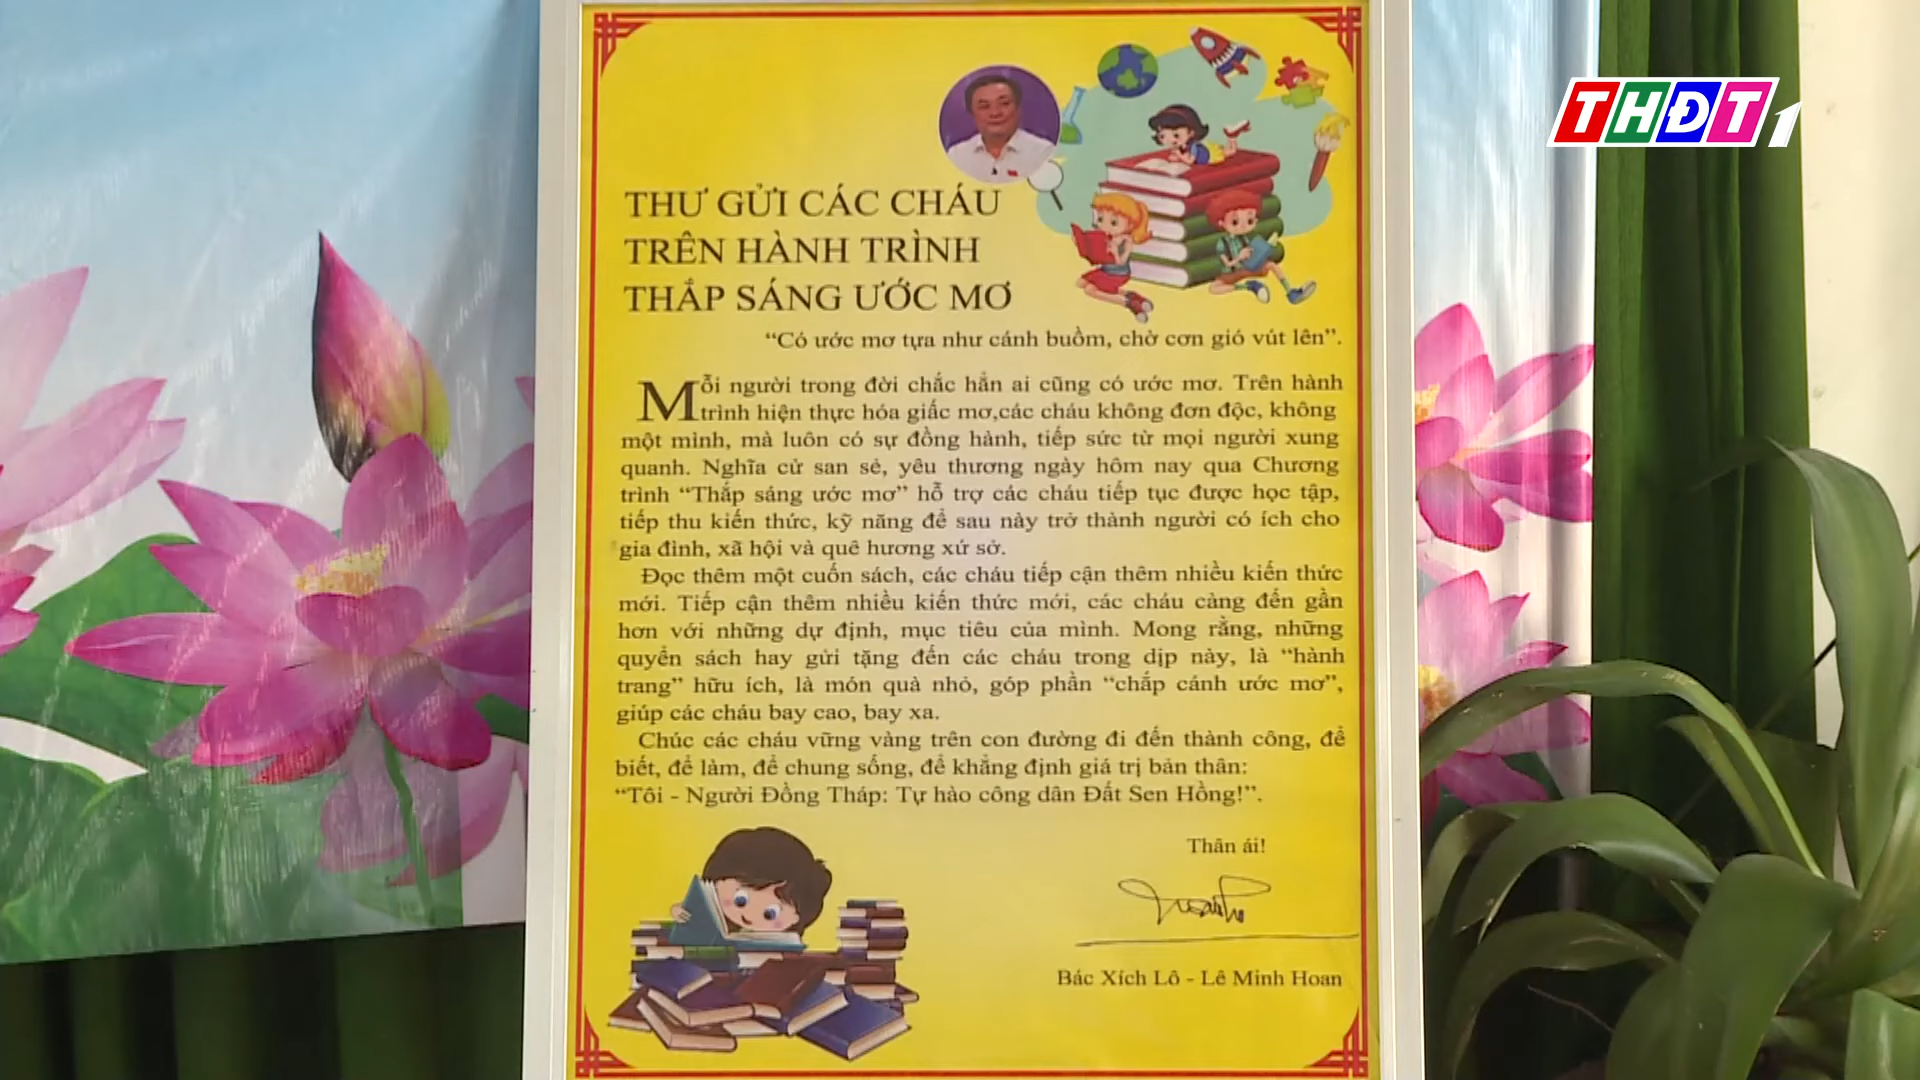 THĐT1
THƯ GỬI CÁC CHÁU
TRÊN HÀNH TRÌNH
THẮP SÁNG ƯỚC MƠ
“Có ước mơ tựa như cánh buồm, chờ cơn gió vút lên”.
Mỗi người trong đời chắc hẳn ai cũng có ước mơ. Trên hành
trình hiện thực hóa giấc mơ,các cháu không đơn độc, không
một mình, mà luôn có sự đồng hành, tiếp sức từ mọi người xung
quanh. Nghĩa cử san sẻ, yêu thương ngày hôm nay qua Chương
trình “Thắp sáng ước mơ” hỗ trợ các cháu tiếp tục được học tập,
tiếp thu kiến thức, kỹ năng để sau này trở thành người có ích cho
gia đình, xã hội và quê hương xứ sở.
Đọc thêm một cuốn sách, các cháu tiếp cận thêm nhiều kiến thức
mới. Tiếp cận thêm nhiều kiến thức mới, các cháu càng đến gần
hơn với những dự định, mục tiêu của mình. Mong rằng, những
quyển sách hay gửi tặng đến các cháu trong dịp này, là “hành
trang” hữu ích, là món quà nhỏ, góp phần “chắp cánh ước mơ”,
giúp các cháu bay cao, bay xa.
Chúc các cháu vững vàng trên con đường đi đến thành công, để
biết, để làm, để chung sống, để khẳng định giá trị bản thân:
“Tôi - Người Đồng Tháp: Tự hào công dân Đất Sen Hồng!”.
Thân ái!
Bác Xích Lô - Lê Minh Hoan